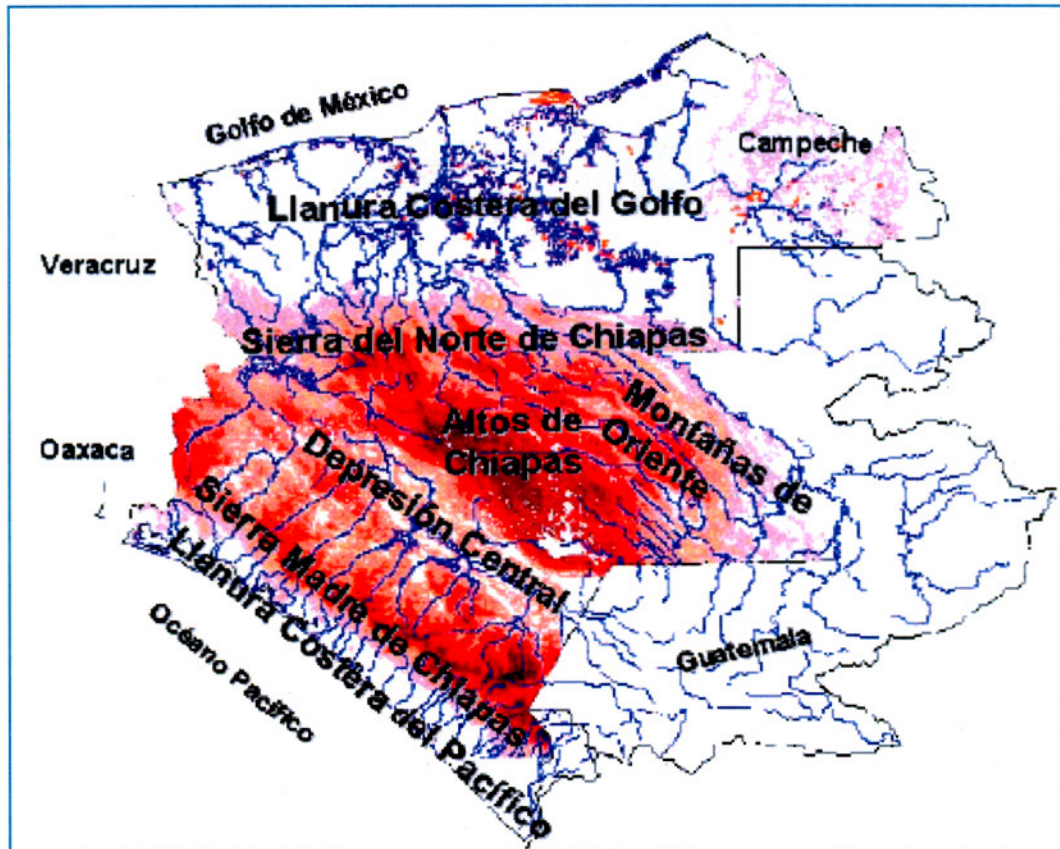 Golfo de México
Campeche
Llanura Costera del Golfo
Veracruz
Sierra del Norte de Chiapas
Montañas de
Oriente
Altos de
Chiapas
Oaxaca
Depresión Central
Sierra Madre de Chiapas
Llanura Costera del Pacífico
Océano Pacífico
Guatemala